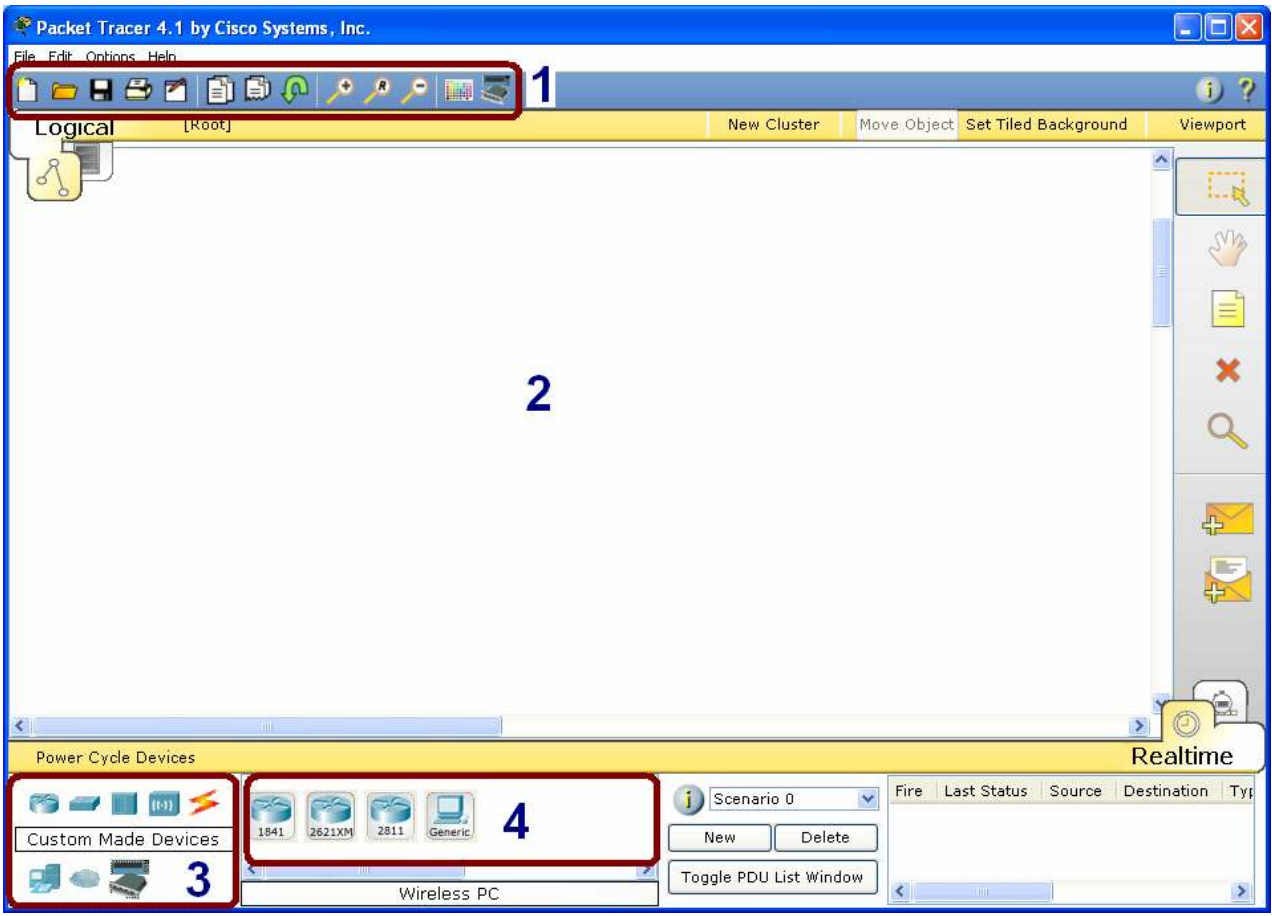 Packet Tracer 4.1 by Cisco Systems, Inc.
File Edit Options Help
1
Logical [Root] New Cluster Move Object Set Tiled Background Viewport
2
Power Cycle Devices Realtime
Custom Made Devices
3
1841 2621XM 2811 Generic
4
Wireless PC
Scenario 0
New Delete
Toggle PDU List Window
Fire Last Status Source Destination Typ